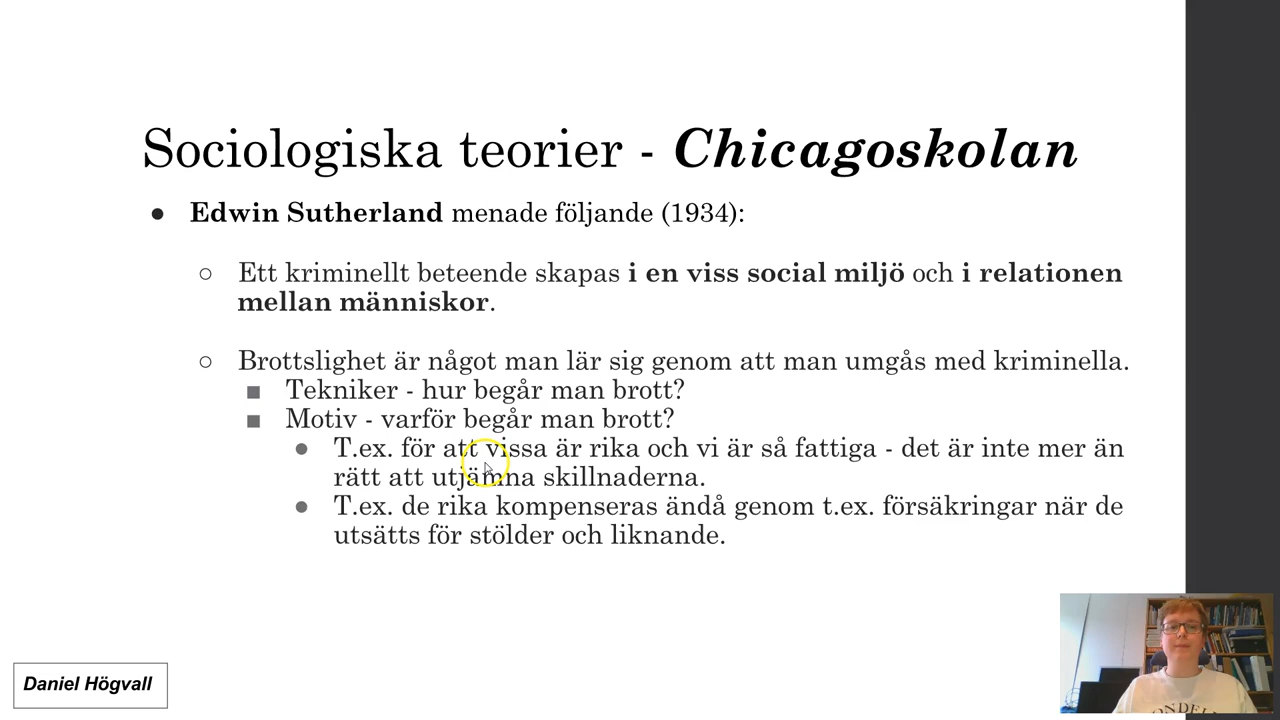 Sociologiska teorier - Chicagoskolan
● Edwin Sutherland menade följande (1934):
○ Ett kriminellt beteende skapas i en viss social miljö och i relationen
mellan människor.
○ Brottslighet är något man lär sig genom att man umgås med kriminella.
■ Tekniker - hur begår man brott?
■ Motiv - varför begår man brott?
● T.ex. för att vissa är rika och vi är så fattiga - det är inte mer än
rätt att utjämna skillnaderna.
● T.ex. de rika kompenseras ändå genom t.ex. försäkringar när de
utsätts för stölder och liknande.
Daniel Högvall